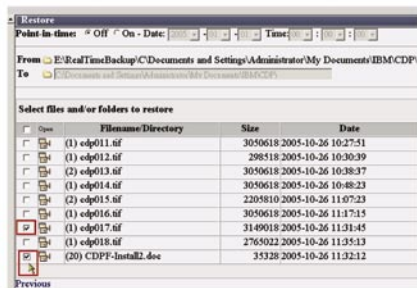 Restore
Point-in-time: Off On - Date: 2005 - 01 - 01 - Time: 00 : 00 : 00
From E:\RealTimeBackup\C\Documents and Settings\Administrator\My Documents\IBM\CDP\
To C:\Documents and Settings\Administrator\My Documents\IBM\CDP\
Select files and/or folders to restore
Open Filename/Directory Size Date
(1) cdp011.tif 3050618 2005-10-26 10:27:51
(1) cdp012.tif 298518 2005-10-26 10:30:39
(2) cdp013.tif 3050618 2005-10-26 10:38:37
(1) cdp014.tif 3050618 2005-10-26 10:48:23
(2) cdp015.tif 2205810 2005-10-26 11:07:23
(1) cdp016.tif 3050618 2005-10-26 11:17:15
(1) cdp017.tif 3149018 2005-10-26 11:31:45
(1) cdp018.tif 2765022 2005-10-26 11:35:13
(20) CDPF-Install2.doc 35328 2005-10-26 11:32:12
Previous